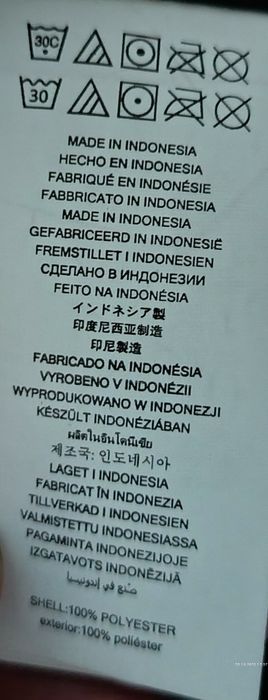 30C
30
MADE IN INDONESIA
HECHO EN INDONESIA
FABRIQUÉ EN INDONÉSIE
FABBRICATO IN INDONESIA
MADE IN INDONESIA
GEFABRICEERD IN INDONESIË
FREMSTILLET I INDONESIEN
СДЕЛАНО В ИНДОНЕЗИИ
FEITO NA INDONÉSIA
インドネシア製
印度尼西亚制造
印尼製造
FABRICADO NA INDONÉSIA
VYROBENO V INDONÉZII
WYPRODUKOWANO W INDONEZJI
KÉSZÜLT INDONÉZIÁBAN
ผลิตในอินโดนีเซีย
제조국: 인도네시아
LAGET I INDONESIA
FABRICAT ÎN INDONEZIA
TILLVERKAD I INDONESIEN
VALMISTETTU INDONESIASSA
PAGAMINTA INDONEZIJOJE
IZGATAVOTS INDONĒZIJĀ
صنع في إندونيسيا
SHELL:100% POLYESTER
exterior:100% poliéster